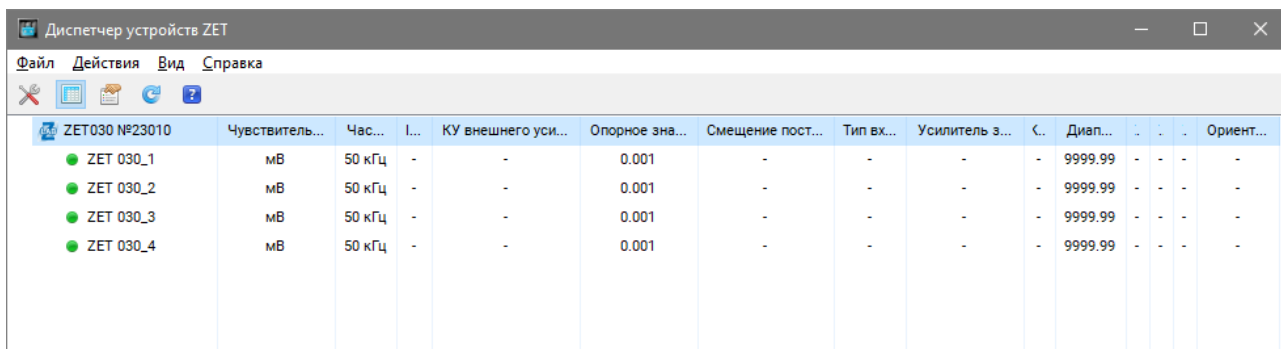 Диспетчер устройств ZET
Файл Действия Вид Справка
ZET030 №23010 Чувствитель... Час... I... КУ внешнего уси... Опорное зна... Смещение пост... Тип вх... Усилитель з... Диап... Ориент...
ZET 030_1 мВ 50 кГц - - 0.001 - - - - 9999.99 - - - -
ZET 030_2 мВ 50 кГц - - 0.001 - - - - 9999.99 - - - -
ZET 030_3 мВ 50 кГц - - 0.001 - - - - 9999.99 - - - -
ZET 030_4 мВ 50 кГц - - 0.001 - - - - 9999.99 - - - -